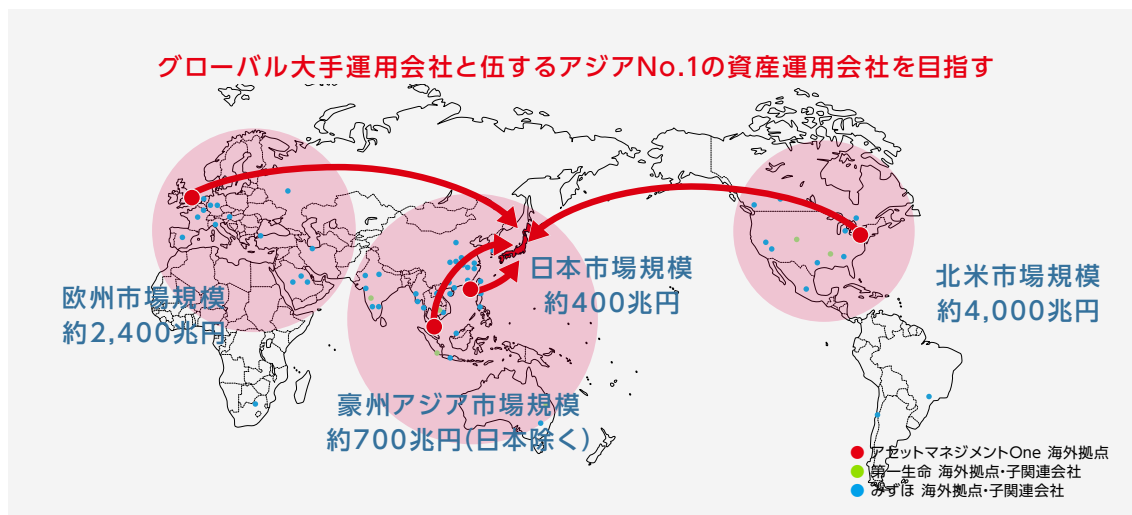 グローバル大手運用会社と伍するアジアNo.1の資産運用会社を目指す
欧州市場規模
約2,400兆円
日本市場規模
約400兆円
北米市場規模
約4,000兆円
豪州アジア市場規模
約700兆円(日本除く)
アセットマネジメントOne 海外拠点
第一生命 海外拠点・子関連会社
みずほ 海外拠点・子関連会社